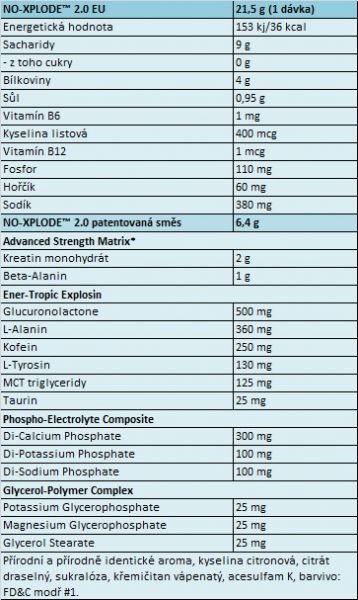 NO-XPLODE™ 2.0 EU 21,5 g (1 dávka)
Energetická hodnota 153 kj/36 kcal
Sacharidy 9 g
- z toho cukry 0 g
Bílkoviny 4 g
Sůl 0,95 g
Vitamín B6 1 mg
Kyselina listová 400 mcg
Vitamín B12 1 mcg
Fosfor 110 mg
Hořčík 60 mg
Sodík 380 mg
NO-XPLODE™ 2.0 patentovaná směs 6,4 g
Advanced Strength Matrix*
Kreatin monohydrát 2 g
Beta-Alanin 1 g
Ener-Tropic Explosin
Glucuronolactone 500 mg
L-Alanin 360 mg
Kofein 250 mg
L-Tyrosin 130 mg
MCT triglyceridy 125 mg
Taurin 25 mg
Phospho-Electrolyte Composite
Di-Calcium Phosphate 300 mg
Di-Potassium Phosphate 100 mg
Di-Sodium Phosphate 100 mg
Glycerol-Polymer Complex
Potassium Glycerophosphate 25 mg
Magnesium Glycerophosphate 25 mg
Glycerol Stearate 25 mg
Přírodní a přírodně identické aroma, kyselina citronová, citrát
draselný, sukralóza, křemičitan vápenatý, acesulfam K, barvivo:
FD&C modř #1.